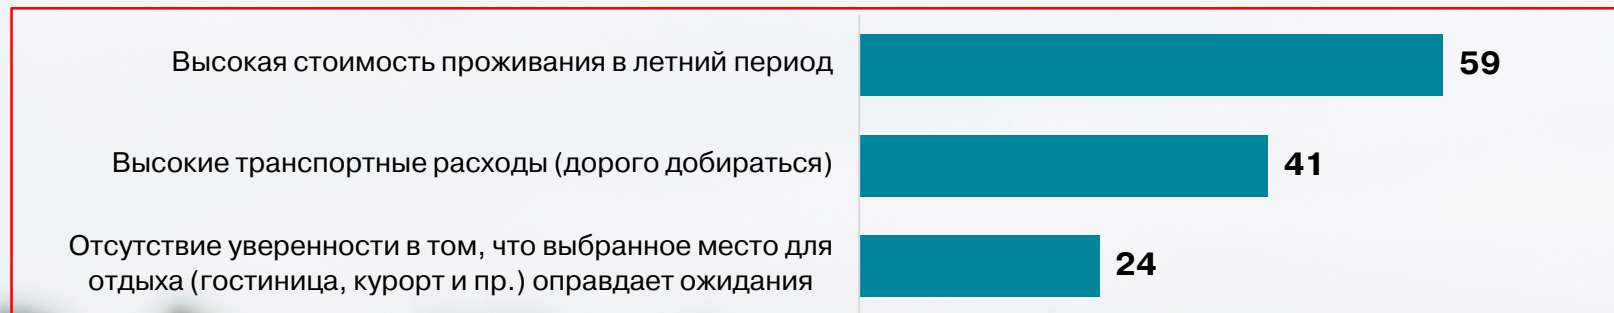 Высокая стоимость проживания в летний период
59
Высокие транспортные расходы (дорого добираться)
41
Отсутствие уверенности в том, что выбранное место для
отдыха (гостиница, курорт и пр.) оправдает ожидания
24